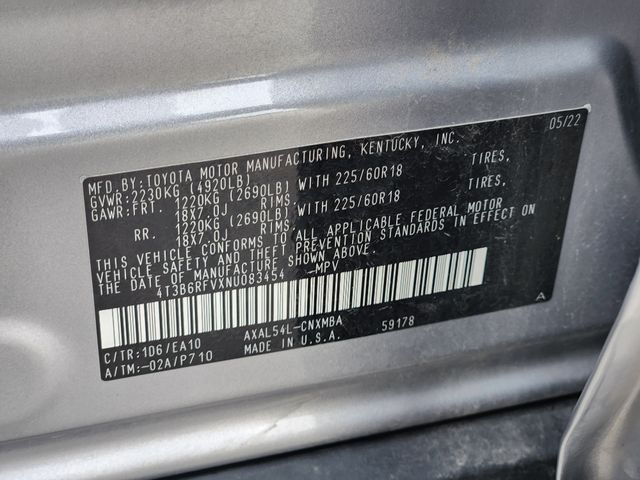 MFD.BY:TOYOTA MOTOR MANUFACTURING, KENTUCKY, INC. 05/22
GVWR:2230KG (4920LB)
GAWR:FRT. 1220KG (2690LB) WITH 225/60R18 TIRES,
18X7.0J RIMS,
RR. 1220KG (2690LB) WITH 225/60R18 TIRES,
18X7.0J RIMS,
THIS VEHICLE CONFORMS TO ALL APPLICABLE FEDERAL MOTOR
VEHICLE SAFETY AND THEFT PREVENTION STANDARDS IN EFFECT ON
THE DATE OF MANUFACTURE SHOWN ABOVE.
4T3B6RFVXNU083454 MPV
A
C/TR:1D6/EA10 AXAL54L-CNXMBA 59178
A/TM:-02A/P710 MADE IN U.S.A.